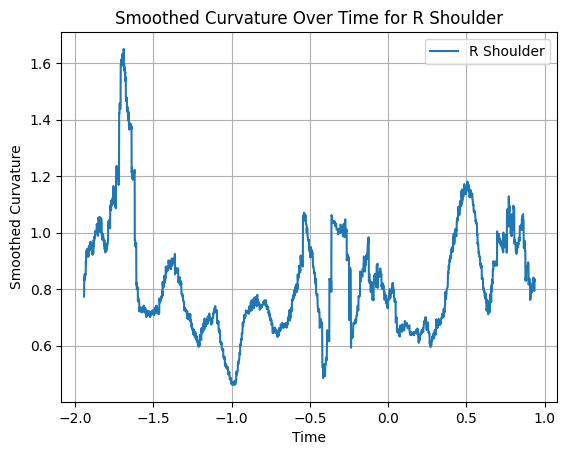 Smoothed Curvature Over Time for R Shoulder
R Shoulder
Smoothed Curvature
1.6
1.4
1.2
1.0
0.8
0.6
−2.0 −1.5 −1.0 −0.5 0.0 0.5 1.0
Time